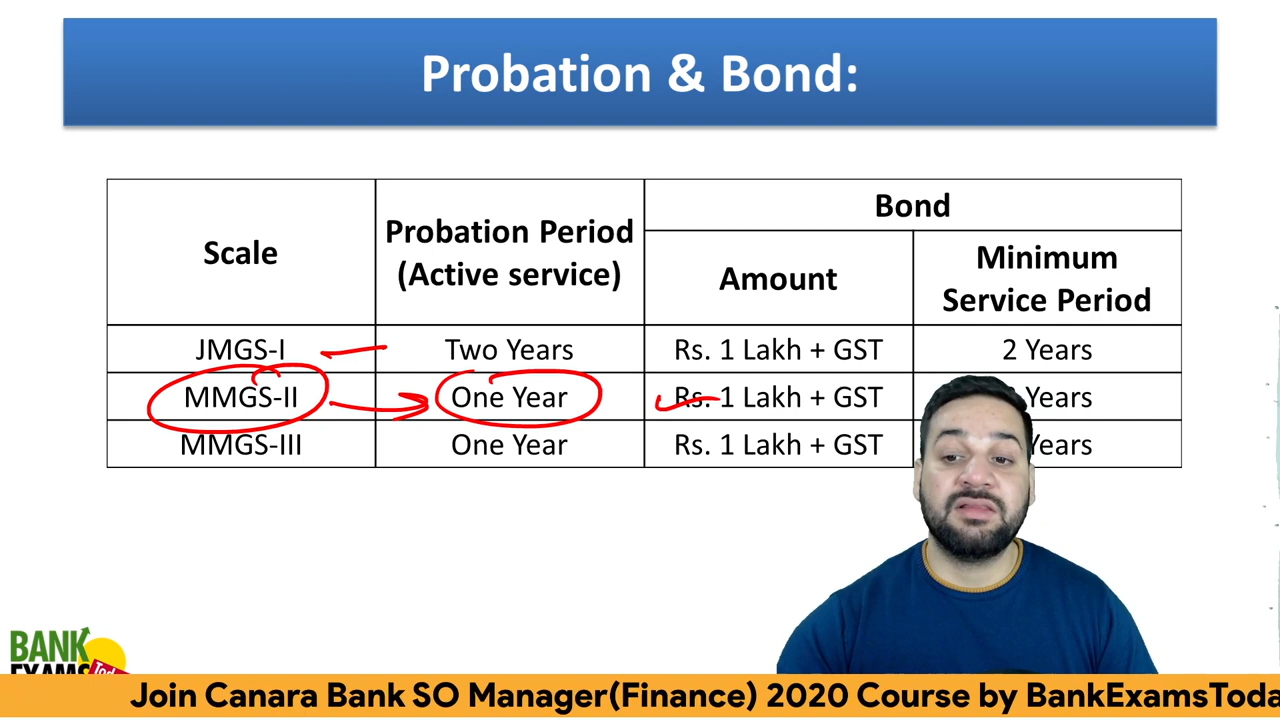 Probation & Bond:
Scale
Probation Period
(Active service)
Bond
Amount
Minimum
Service Period
JMGS-I Two Years Rs. 1 Lakh + GST 2 Years
MMGS-II One Year Rs. 1 Lakh + GST Years
MMGS-III One Year Rs. 1 Lakh + GST Years
BANK
EXAMS
Join Canara Bank SO Manager(Finance) 2020 Course by BankExamsToda